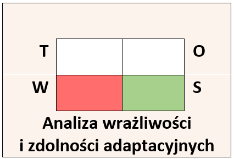 T O
W S
Analiza wrażliwości
i zdolności adaptacyjnych